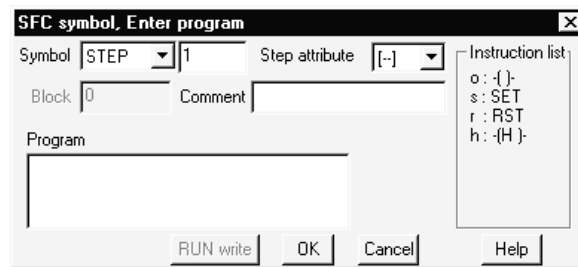 SFC symbol, Enter program
Symbol STEP 1 Step attribute [--] Instruction list
o : -( )-
s : SET
r : RST
h : -(H )-
Block 0 Comment
Program
RUN write OK Cancel Help